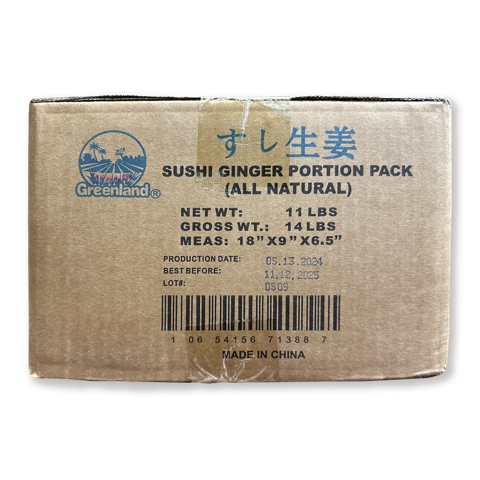 すし生姜
Greenland®
SUSHI GINGER PORTION PACK
(ALL NATURAL)
NET WT: 11 LBS
GROSS WT.: 14 LBS
MEAS: 18”X9”X6.5”
PRODUCTION DATE: 05.13.2024
BEST BEFORE: 11.12.2025
LOT#: 0509
1 06 54156 71388 7
MADE IN CHINA